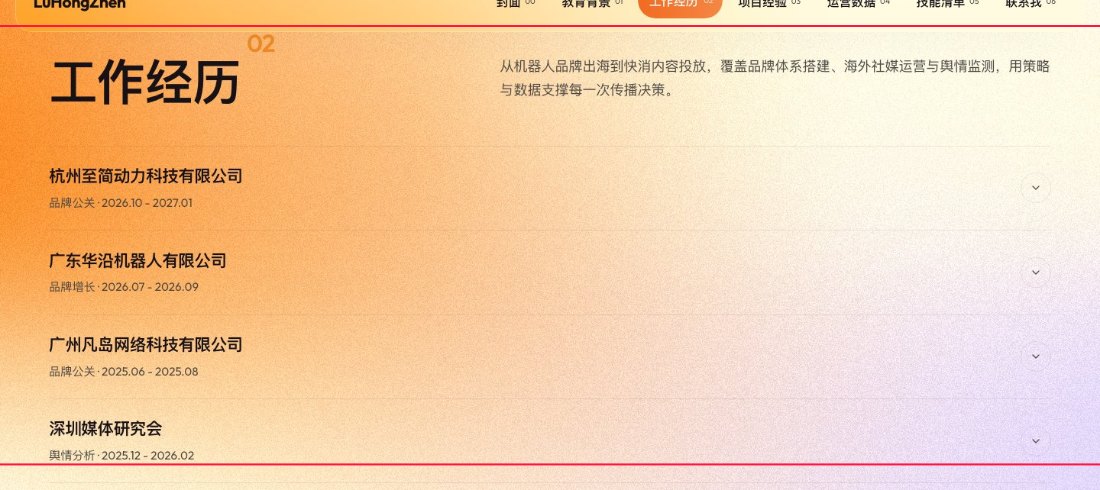 LuHongZhen
封面 00 教育背景 01 工作经历 02 项目经验 03 运营数据 04 技能清单 05 联系我 06
02
工作经历
从机器人品牌出海到快消内容投放，覆盖品牌体系搭建、海外社媒运营与舆情监测，用策略
与数据支撑每一次传播决策。
杭州至简动力科技有限公司
品牌公关 · 2026.10 - 2027.01
广东华沿机器人有限公司
品牌增长 · 2026.07 - 2026.09
广州凡岛网络科技有限公司
品牌公关 · 2025.06 - 2025.08
深圳媒体研究会
舆情分析 · 2025.12 - 2026.02